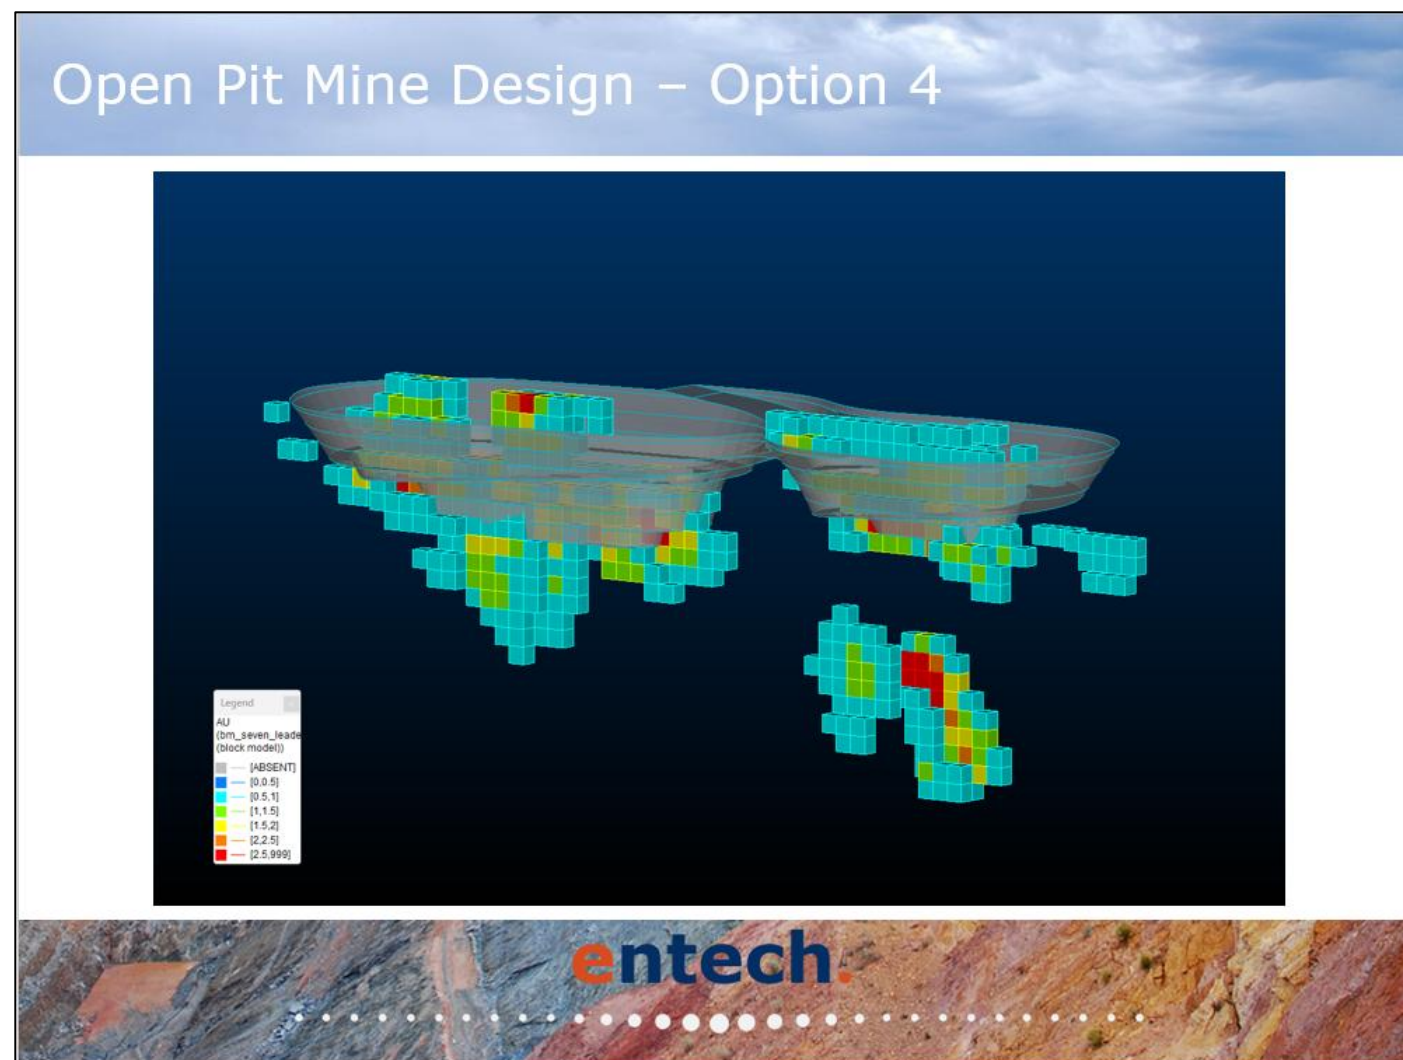 Open Pit Mine Design – Option 4
Legend
AU
(bm_seven_leade
(block model))
[ABSENT]
[0,0.5]
[0.5,1]
[1,1.5]
[1.5,2]
[2,2.5]
[2.5,999]
entech.